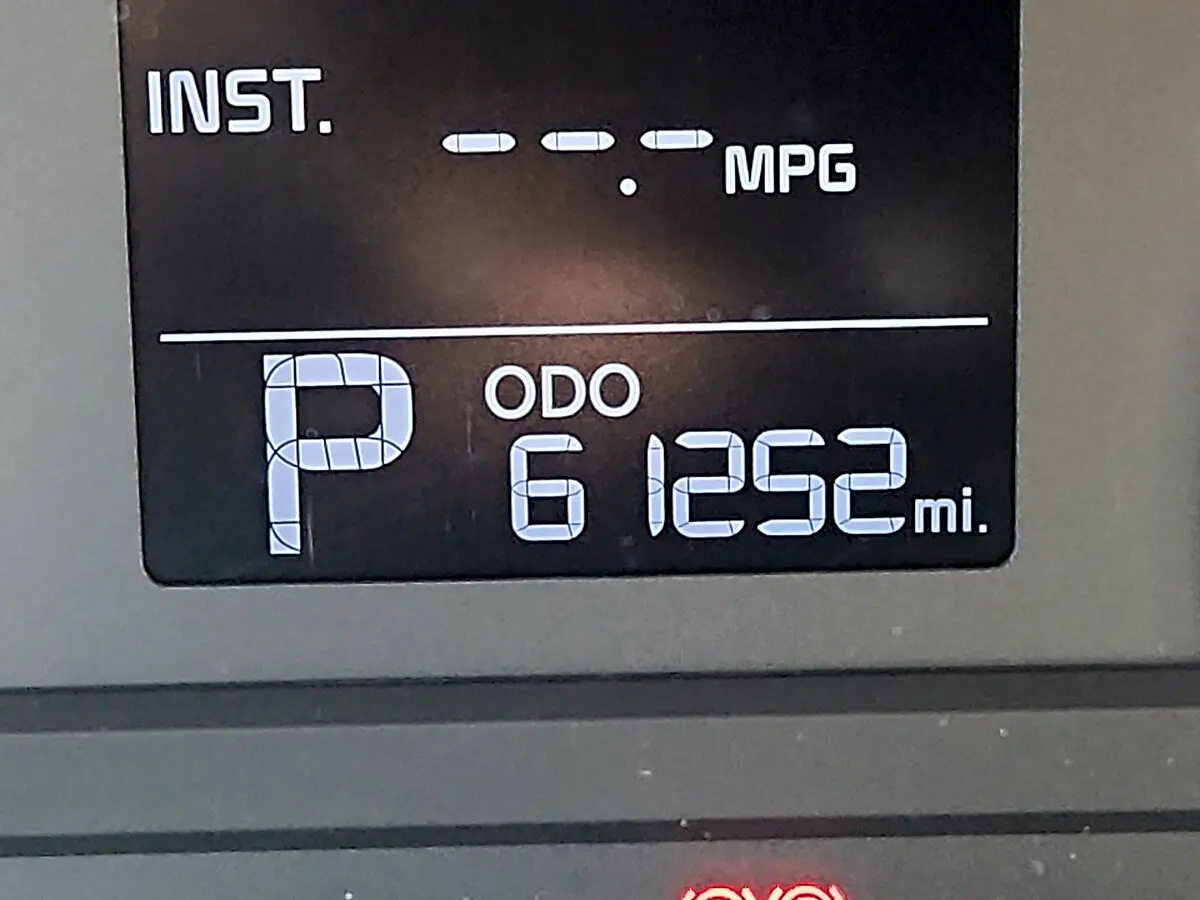 INST.
--.- MPG
P
ODO
61252 mi.